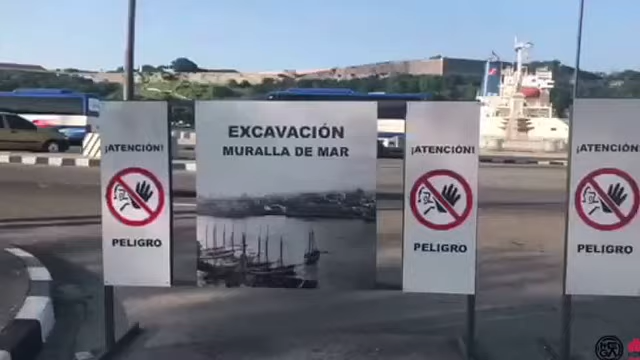 ¡ATENCIÓN!
PELIGRO
EXCAVACIÓN
MURALLA DE MAR
¡ATENCIÓN!
PELIGRO
¡ATENCIÓN!
PELIGRO